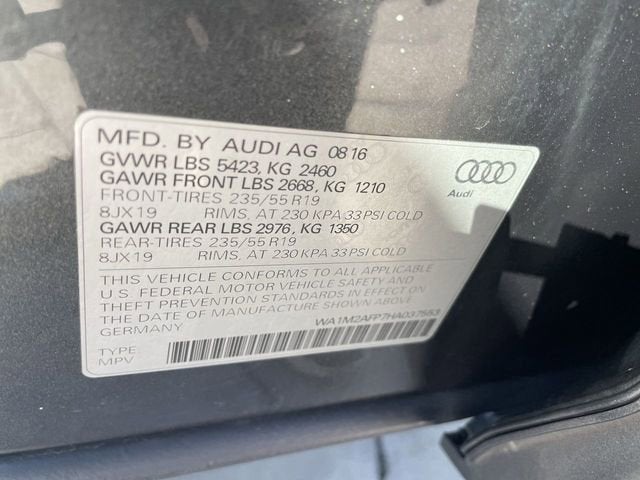 MFD. BY AUDI AG 08 16
GVWR LBS 5423, KG 2460
GAWR FRONT LBS 2668, KG 1210
FRONT-TIRES 235/55 R19
8JX19 RIMS, AT 230 KPA 33 PSI COLD
GAWR REAR LBS 2976, KG 1350
REAR-TIRES 235/55 R19
8JX19 RIMS, AT 230 KPA 33 PSI COLD
THIS VEHICLE CONFORMS TO ALL APPLICABLE
U.S. FEDERAL MOTOR VEHICLE SAFETY AND
THEFT PREVENTION STANDARDS IN EFFECT ON
THE DATE OF MANUFACTURE SHOWN ABOVE
GERMANY WA1M2AFP7HA037553
TYPE
MPV
Audi